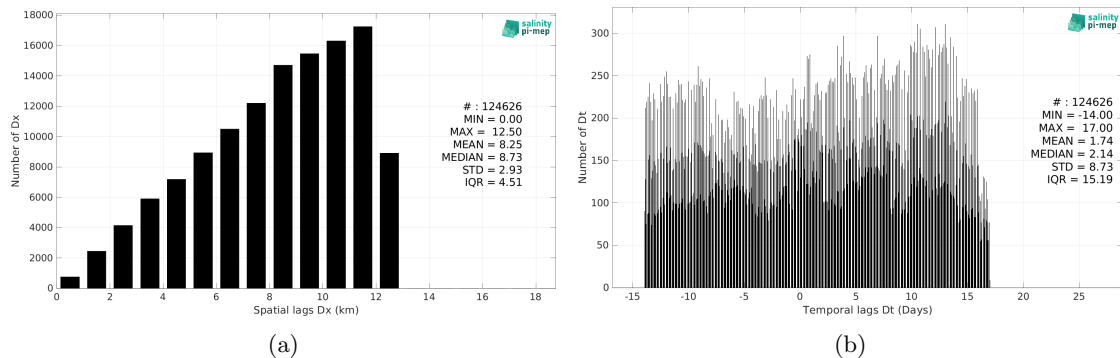 18000
16000
14000
12000
10000
8000
6000
4000
2000
0
Number of Dx
0 2 4 6 8 10 12 14 16 18
Spatial lags Dx (km)
salinity
pi-mep
# : 124626
MIN = 0.00
MAX = 12.50
MEAN = 8.25
MEDIAN = 8.73
STD = 2.93
IQR = 4.51
(a)
300
250
200
150
100
50
0
Number of Dt
-15 -10 -5 0 5 10 15 20 25
Temporal lags Dt (Days)
salinity
pi-mep
# : 124626
MIN = -14.00
MAX = 17.00
MEAN = 1.74
MEDIAN = 2.14
STD = 8.73
IQR = 15.19
(b)